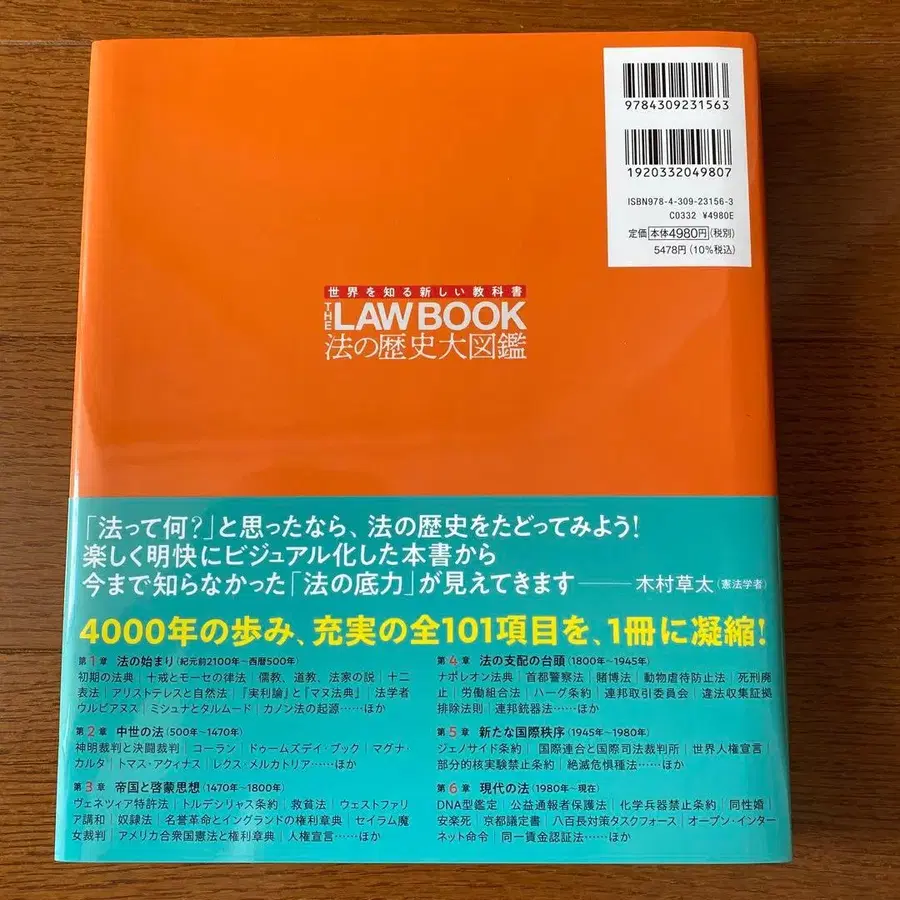 9784309231563
1920332049807
ISBN978-4-309-23156-3
C0332 ¥4980E
定価 本体4980円(税別)
5478円(10%税込)
世界を知る新しい教科書
THE LAW BOOK
法の歴史大図鑑
「法って何?」と思ったなら、法の歴史をたどってみよう!
楽しく明快にビジュアル化した本書から
今まで知らなかった「法の底力」が見えてきます——木村草太(憲法学者)
4000年の歩み、充実の全101項目を、1冊に凝縮!
第1章 法の始まり(紀元前2100年~西暦500年)
初期の法典|十戒とモーセの律法|儒教、道教、法家の説|十二
表法|アリストテレスと自然法|『実利論』と『マヌ法典』|法学者
ウルピアヌス|ミシュナとタルムード|カノン法の起源……ほか
第2章 中世の法(500年~1470年)
神明裁判と決闘裁判|コーラン|ドゥームズデイ・ブック|マグナ・
カルタ|トマス・アクィナス|レクス・メルカトリア……ほか
第3章 帝国と啓蒙思想(1470年~1800年)
ヴェネツィア特許法|トルデシリャス条約|救貧法|ウェストファリ
ア講和|奴隷法|名誉革命とイングランドの権利章典|セイラム魔
女裁判|アメリカ合衆国憲法と権利章典|人権宣言……ほか
第4章 法の支配の台頭(1800年~1945年)
ナポレオン法典|首都警察法|賭博法|動物虐待防止法|死刑廃
止|労働組合法|ハーグ条約|連邦取引委員会|違法収集証拠
排除法則|連邦銃器法……ほか
第5章 新たな国際秩序(1945年~1980年)
ジェノサイド条約|国際連合と国際司法裁判所|世界人権宣言|
部分的核実験禁止条約|絶滅危惧種法……ほか
第6章 現代の法(1980年~現在)
DNA型鑑定|公益通報者保護法|化学兵器禁止条約|同性婚|
安楽死|京都議定書|八百長対策タスクフォース|オープン・インター
ネット命令|同一賃金認証法……ほか